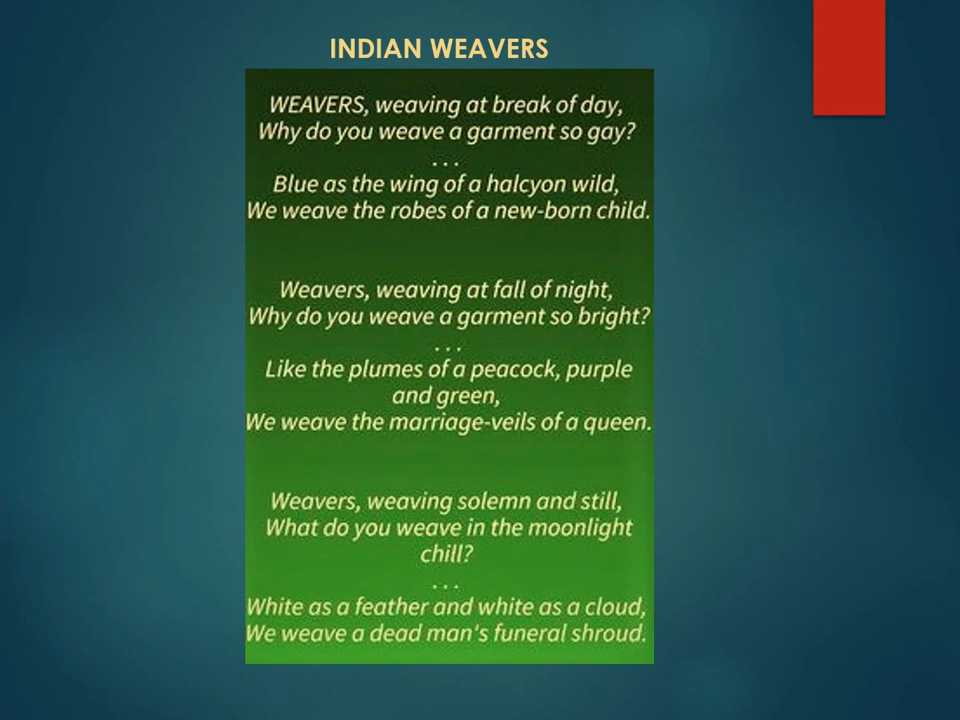 INDIAN WEAVERS
WEAVERS, weaving at break of day,
Why do you weave a garment so gay?
...
Blue as the wing of a halcyon wild,
We weave the robes of a new-born child.
Weavers, weaving at fall of night,
Why do you weave a garment so bright?
...
Like the plumes of a peacock, purple
and green,
We weave the marriage-veils of a queen.
Weavers, weaving solemn and still,
What do you weave in the moonlight
chill?
...
White as a feather and white as a cloud,
We weave a dead man's funeral shroud.